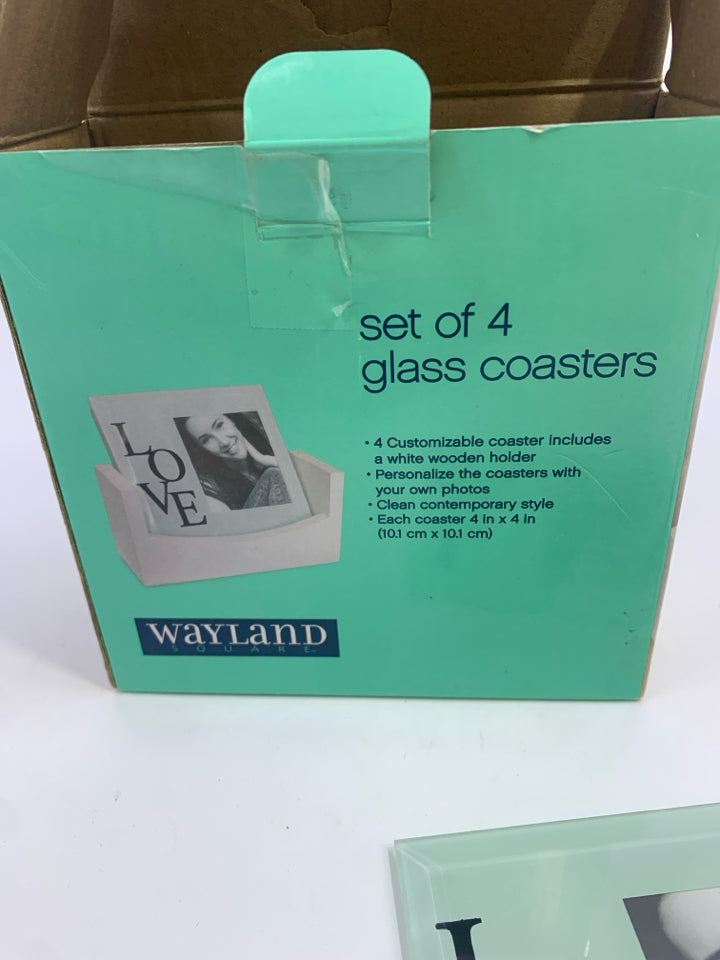 set of 4
glass coasters
• 4 Customizable coaster includes
a white wooden holder
• Personalize the coasters with
your own photos
• Clean contemporary style
• Each coaster 4 in x 4 in
(10.1 cm x 10.1 cm)
LOVE
WAYLAND
SQUARE™
L